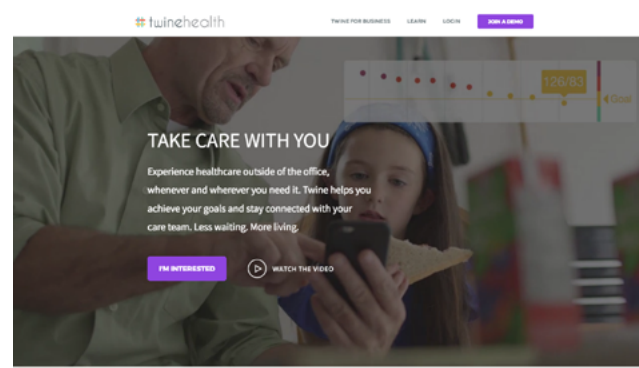 twinehealth
TWINE FOR BUSINESS LEARN LOGIN JOIN A DEMO
126/83
Goal
TAKE CARE WITH YOU
Experience healthcare outside of the office,
whenever and wherever you need it. Twine helps you
achieve your goals and stay connected with your
care team. Less waiting. More living.
I'M INTERESTED WATCH THE VIDEO